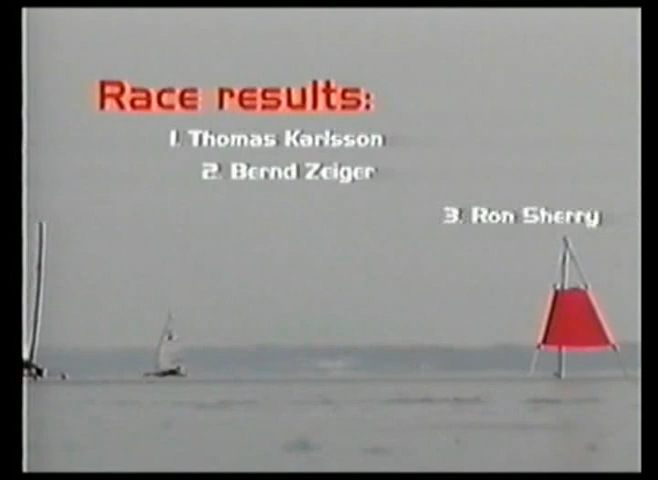 Race results:
1. Thomas Karlsson
2. Bernd Zeiger
3. Ron Sherry